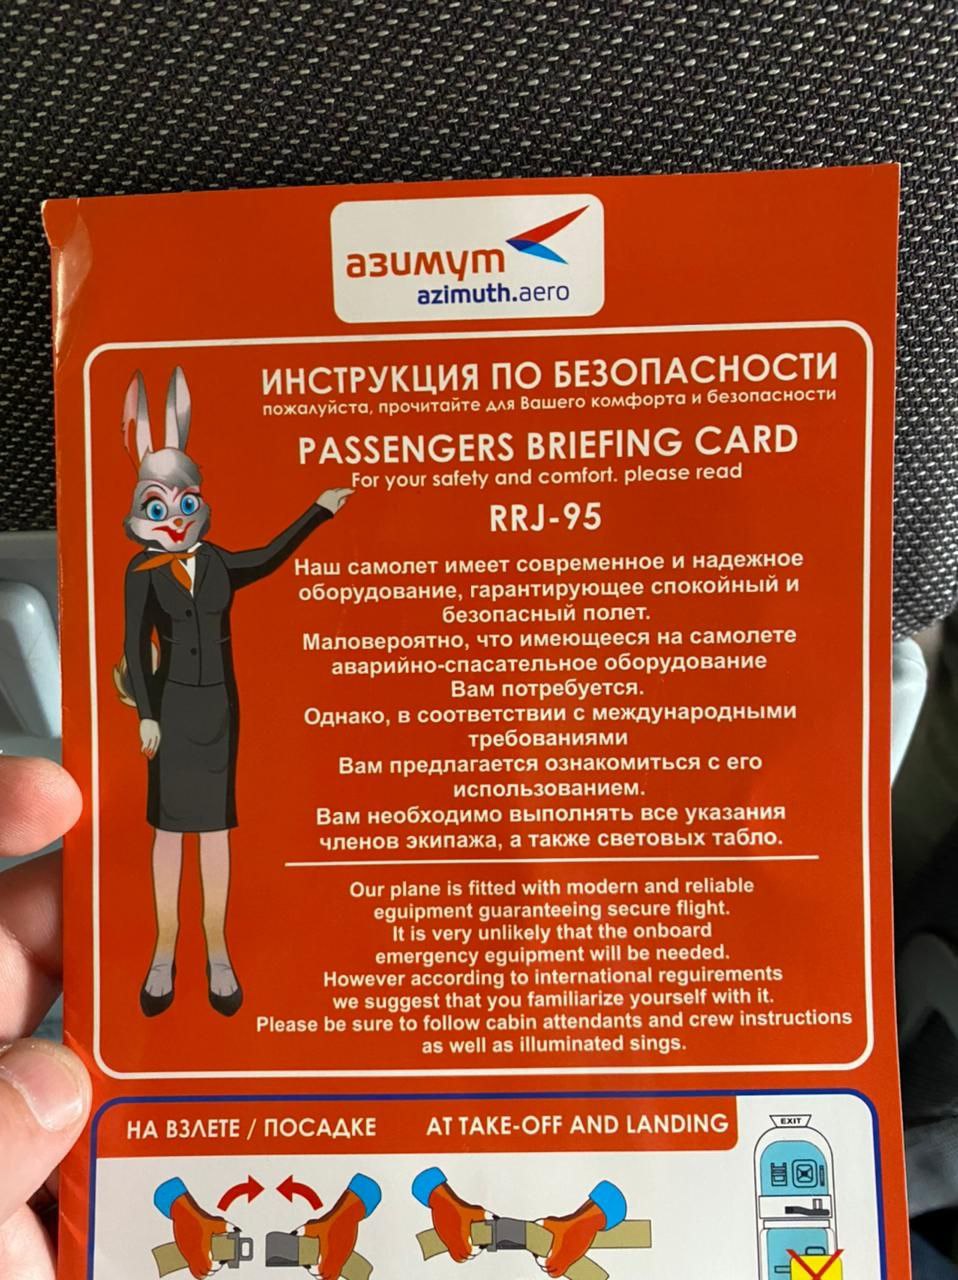 азимут
azimuth.aero
ИНСТРУКЦИЯ ПО БЕЗОПАСНОСТИ
пожалуйста, прочитайте для Вашего комфорта и безопасности
PASSENGERS BRIEFING CARD
For your safety and comfort. please read
RRJ-95
Наш самолет имеет современное и надежное
оборудование, гарантирующее спокойный и
безопасный полет.
Маловероятно, что имеющееся на самолете
аварийно-спасательное оборудование
Вам потребуется.
Однако, в соответствии с международными
требованиями
Вам предлагается ознакомиться с его
использованием.
Вам необходимо выполнять все указания
членов экипажа, а также световых табло.
Our plane is fitted with modern and reliable
eguipment guaranteeing secure flight.
It is very unlikely that the onboard
emergency eguipment will be needed.
However according to international reguirements
we suggest that you familiarize yourself with it.
Please be sure to follow cabin attendants and crew instructions
as well as illuminated sings.
НА ВЗЛЕТЕ / ПОСАДКЕ AT TAKE-OFF AND LANDING
EXIT